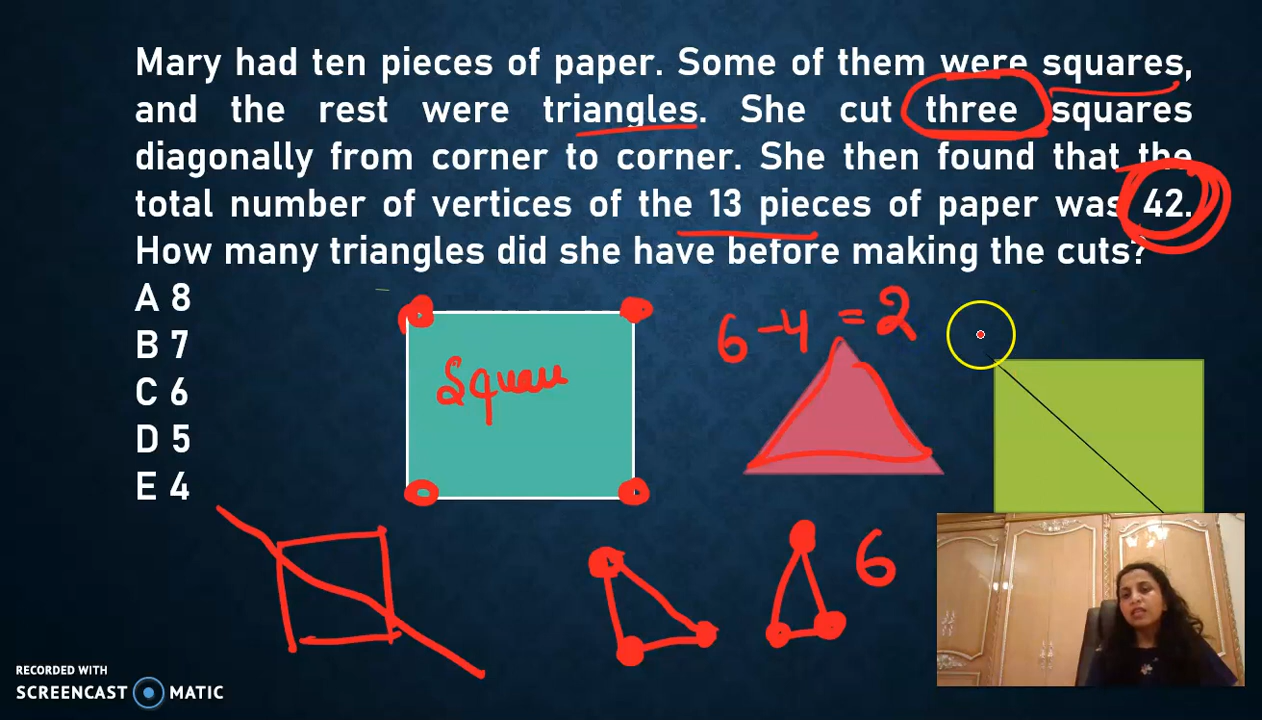 Mary had ten pieces of paper. Some of them were squares,
and the rest were triangles. She cut three squares
diagonally from corner to corner. She then found that the
total number of vertices of the 13 pieces of paper was 42.
How many triangles did she have before making the cuts?
A 8
B 7
C 6
D 5
E 4
6-4 = 2
6
RECORDED WITH
SCREENCAST MATIC